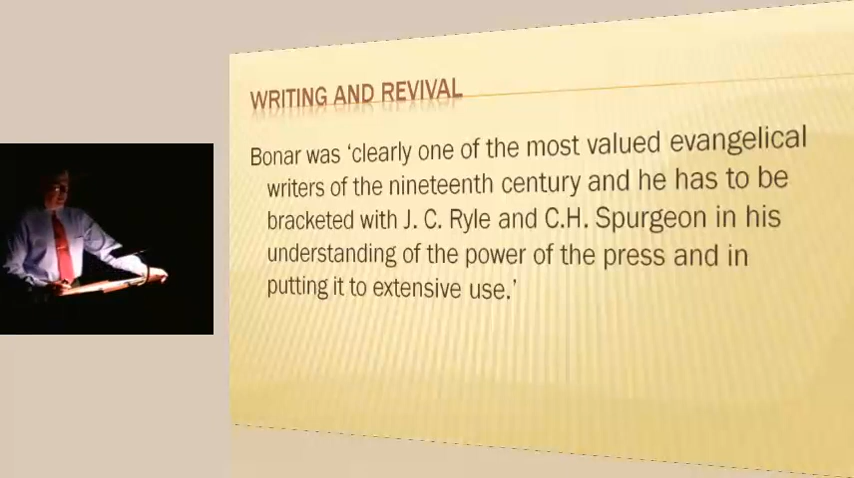 WRITING AND REVIVAL
Bonar was ‘clearly one of the most valued evangelical
writers of the nineteenth century and he has to be
bracketed with J. C. Ryle and C.H. Spurgeon in his
understanding of the power of the press and in
putting it to extensive use.’